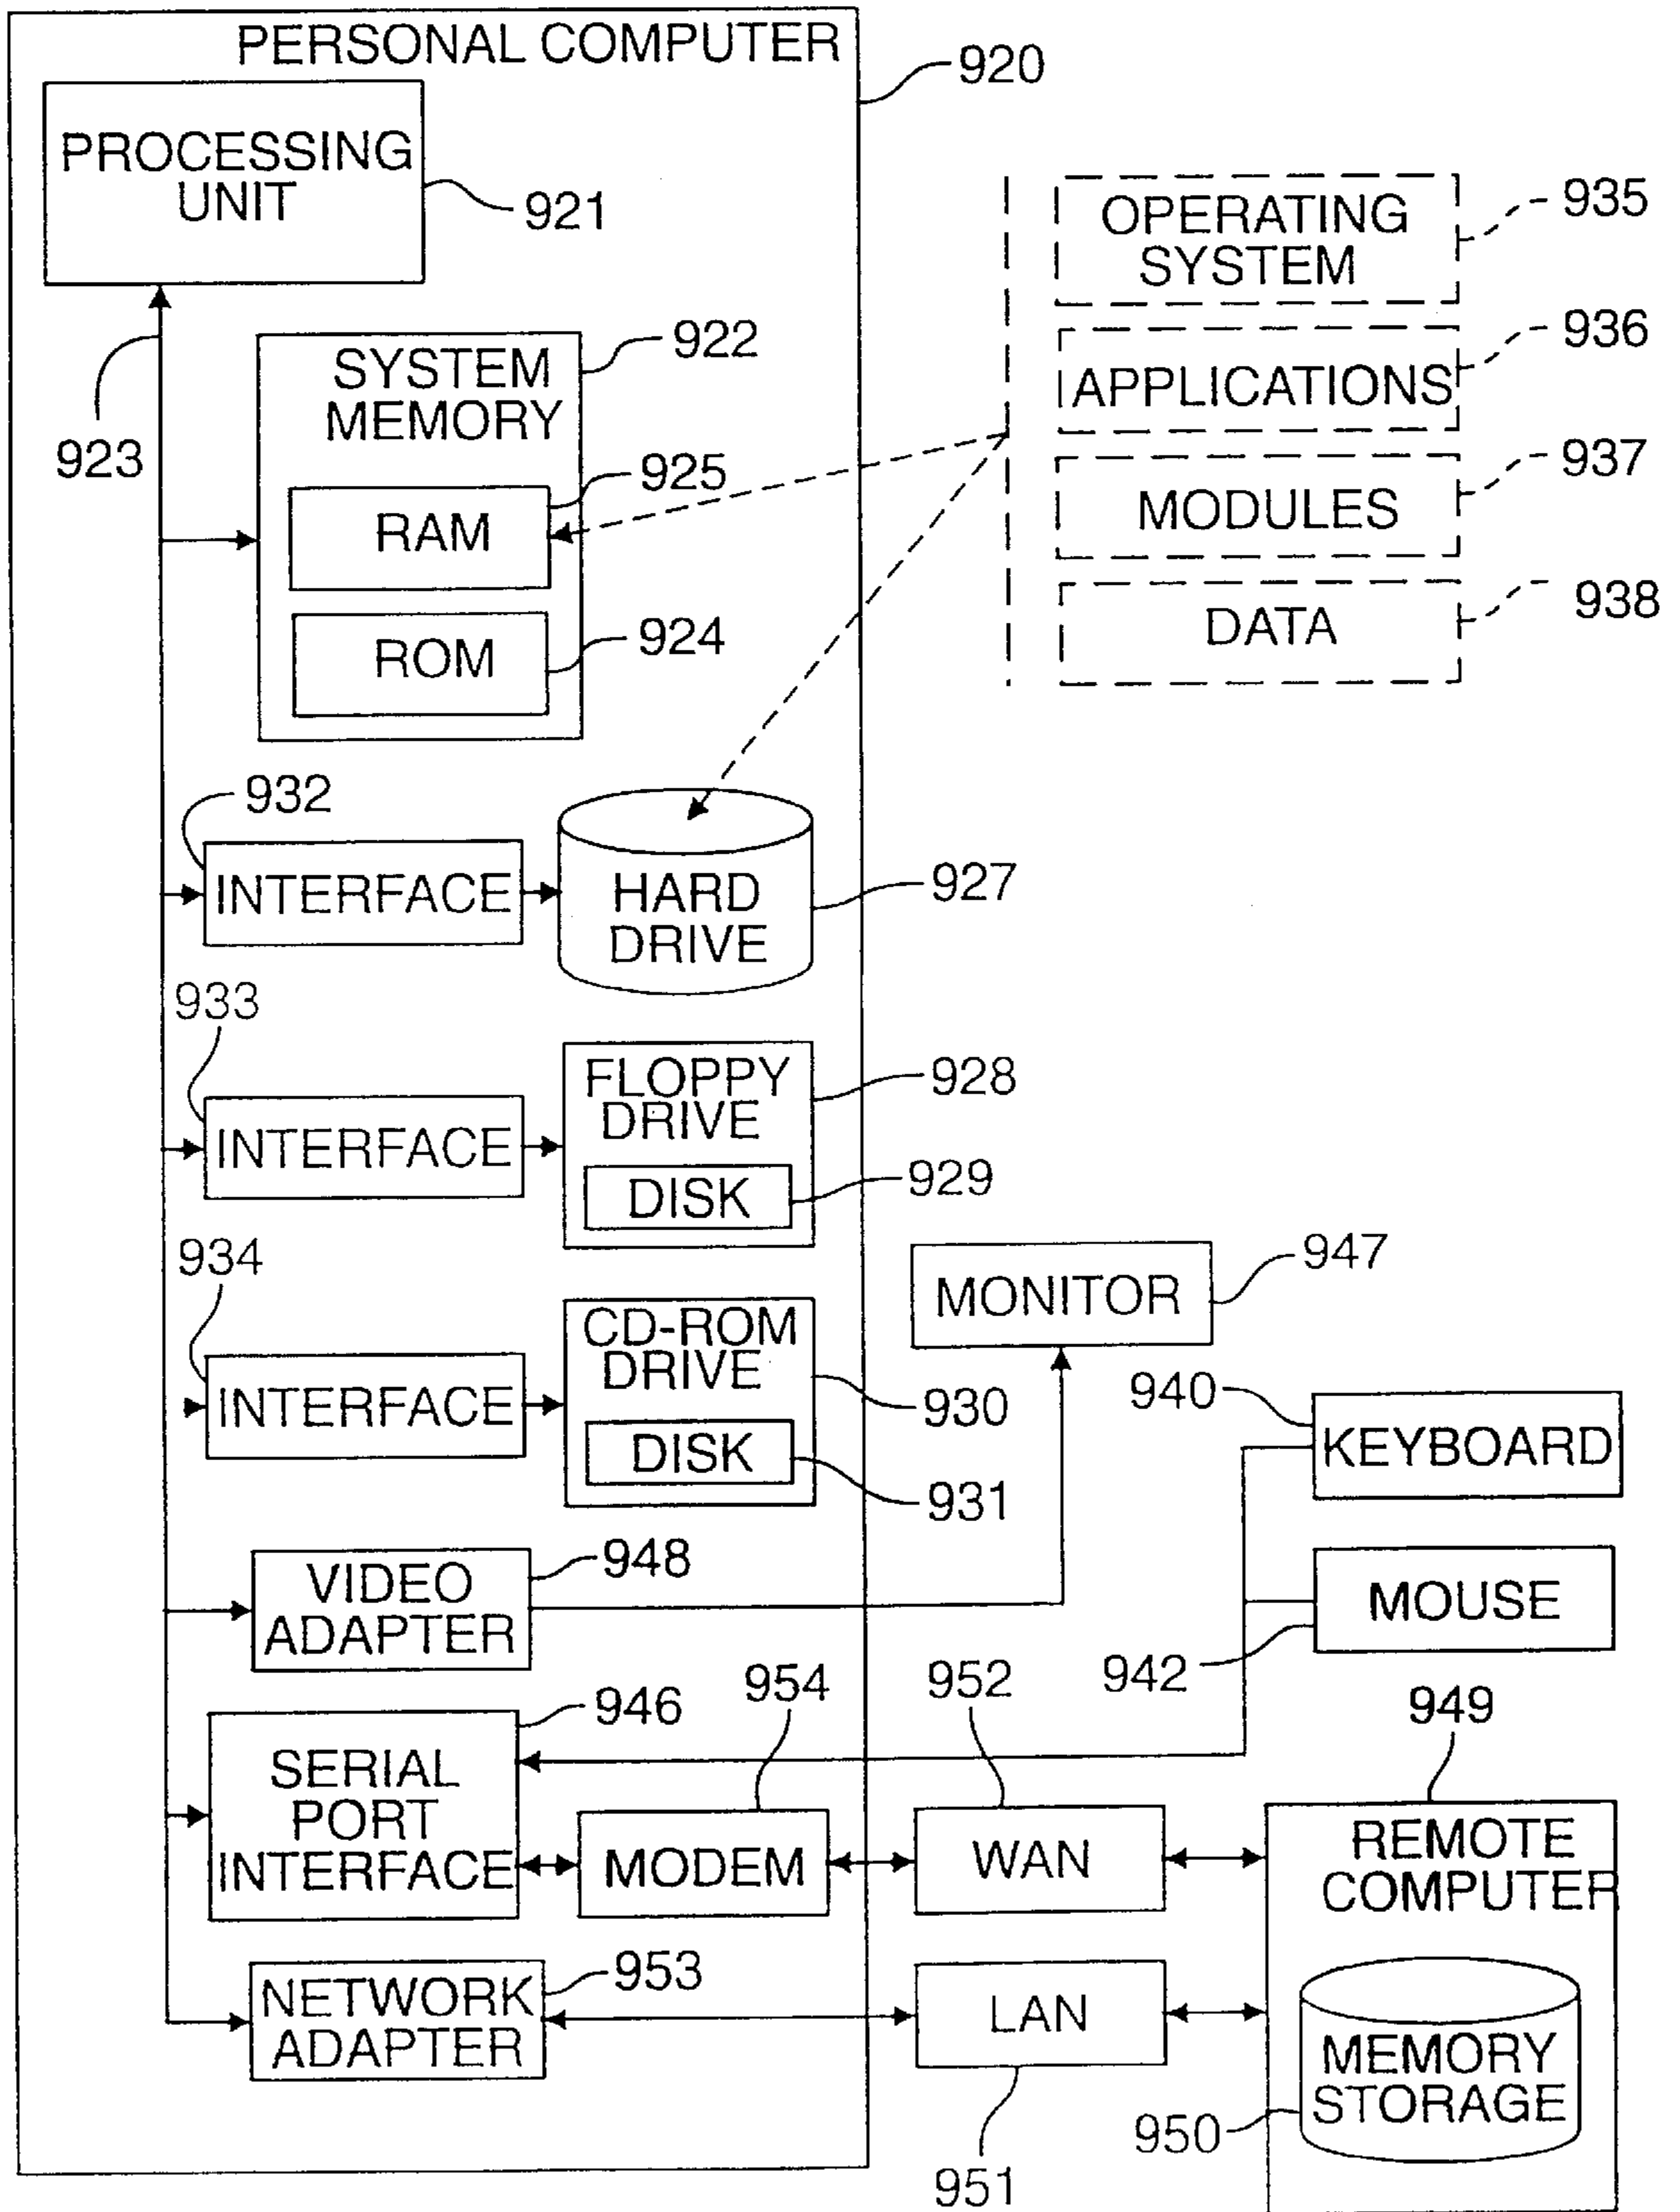 PERSONAL COMPUTER
920
PROCESSING
UNIT
921
OPERATING
SYSTEM
935
923
SYSTEM
MEMORY
922
APPLICATIONS
936
RAM
925
MODULES
937
ROM
924
DATA
938
932
INTERFACE
HARD
DRIVE
927
933
INTERFACE
FLOPPY
DRIVE
928
DISK
929
934
INTERFACE
CD-ROM
DRIVE
930
DISK
931
MONITOR
947
940
KEYBOARD
MOUSE
942
VIDEO
ADAPTER
948
946
SERIAL
PORT
INTERFACE
954
MODEM
952
WAN
949
REMOTE
COMPUTER
NETWORK
ADAPTER
953
LAN
951
MEMORY
STORAGE
950